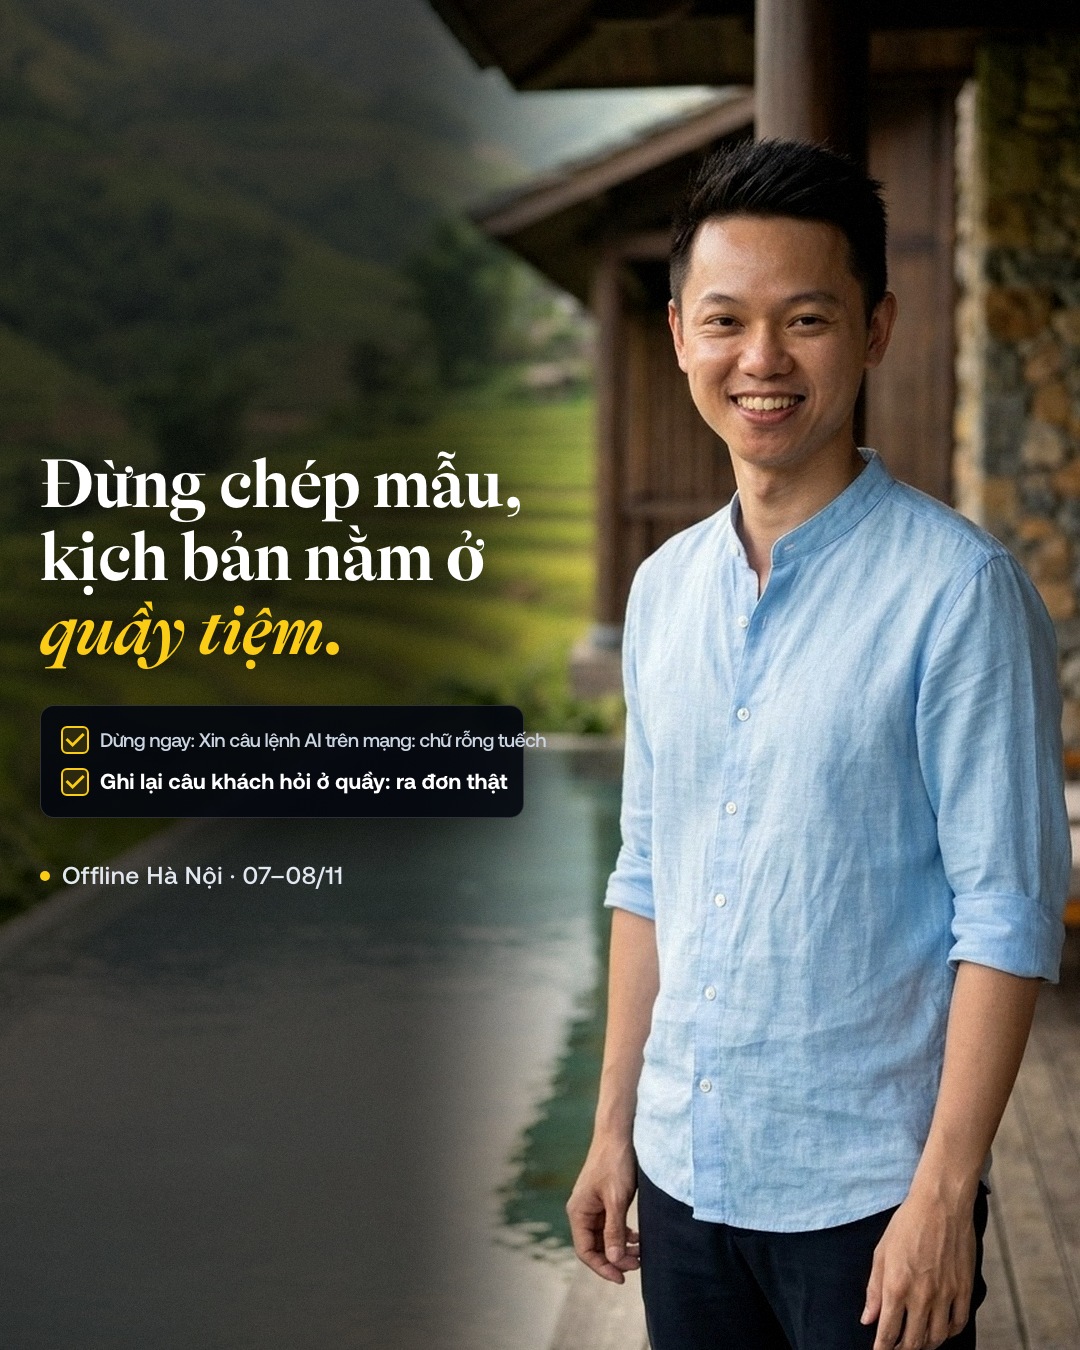 Đừng chép mẫu,
kịch bản nằm ở
quầy tiệm.
Dừng ngay: Xin câu lệnh AI trên mạng: chữ rỗng tuếch
Ghi lại câu khách hỏi ở quầy: ra đơn thật
Offline Hà Nội · 07–08/11